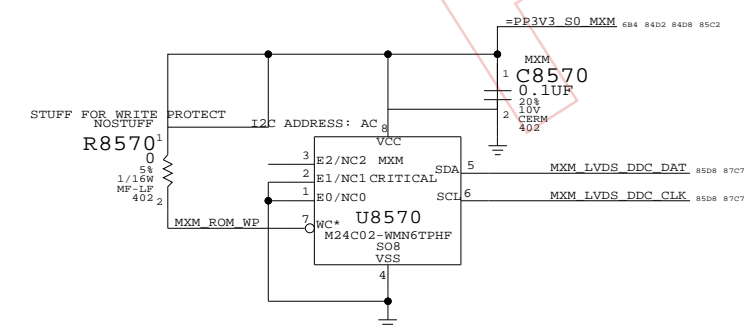 =PP3V3_S0_MXM 6B4 84D2 84D8 85C2
MXM
1 C8570
0.1UF
20%
10V
2 CERM
402
STUFF FOR WRITE PROTECT
NOSTUFF
I2C ADDRESS: AC
R8570 1
0
5%
1/16W
MF-LF
402 2
8
VCC
3 E2/NC2 MXM
SDA 5 MXM_LVDS_DDC_DAT 85D8 87C7
2 E1/NC1 CRITICAL
1 E0/NC0
SCL 6 MXM_LVDS_DDC_CLK 85D8 87C7
U8570
MXM_ROM_WP 7 WC*
M24C02-WMN6TPHF
SO8
VSS
4